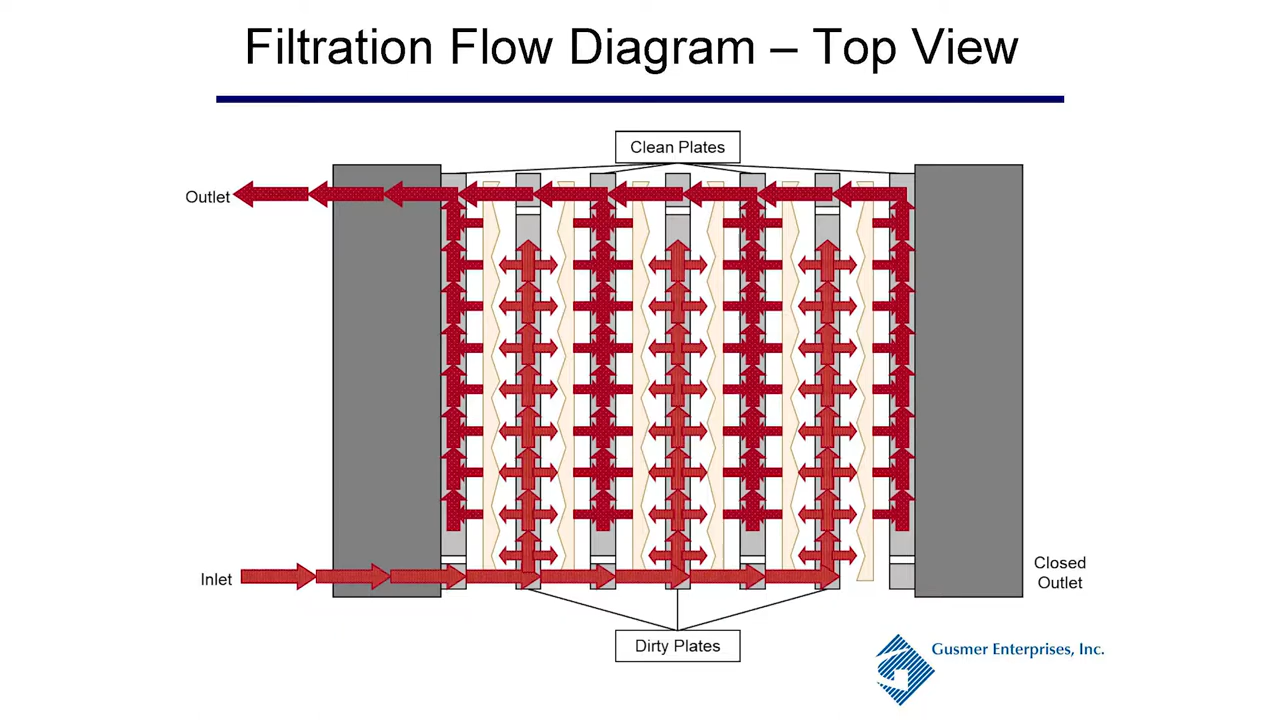 Filtration Flow Diagram – Top View
Clean Plates
Outlet
Inlet
Closed
Outlet
Dirty Plates
Gusmer Enterprises, Inc.